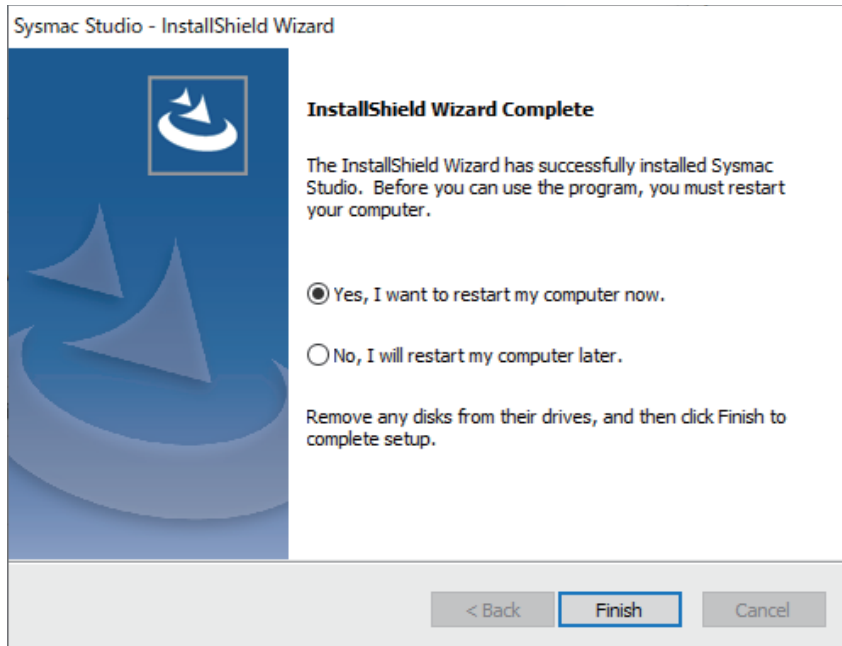 Sysmac Studio - InstallShield Wizard
InstallShield Wizard Complete
The InstallShield Wizard has successfully installed Sysmac
Studio.  Before you can use the program, you must restart
your computer.
Yes, I want to restart my computer now.
No, I will restart my computer later.
Remove any disks from their drives, and then click Finish to
complete setup.
< Back
Finish
Cancel